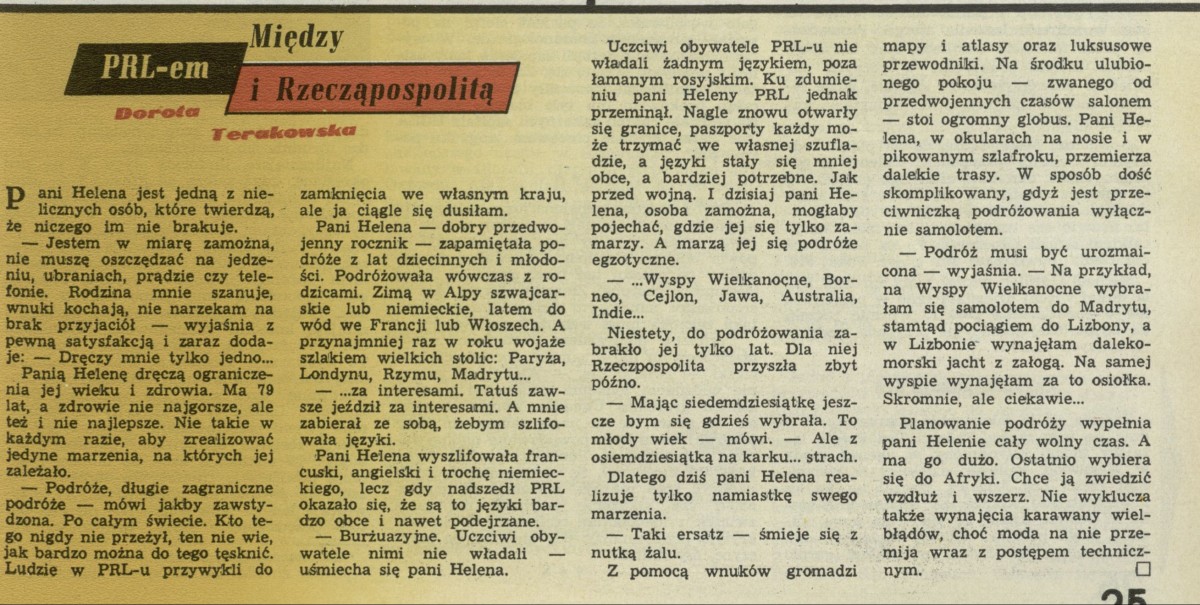 Między
PRL-em
i Rzecząpospolitą
Dorota
Terakowska
Pani Helena jest jedną z nie-
licznych osób, które twierdzą,
że niczego im nie brakuje.
— Jestem w miarę zamożna,
nie muszę oszczędzać na jedze-
niu, ubraniach, prądzie czy tele-
fonie. Rodzina mnie szanuje,
wnuki kochają, nie narzekam na
brak przyjaciół — wyjaśnia z
pewną satysfakcją i zaraz doda-
je: — Dręczy mnie tylko jedno...
Panią Helenę dręczą ogranicze-
nia jej wieku i zdrowia. Ma 79
lat, a zdrowie nie najgorsze, ale
też i nie najlepsze. Nie takie w
każdym razie, aby zrealizować
jedyne marzenia, na których jej
zależało.
— Podróże, długie zagraniczne
podróże — mówi jakby zawsty-
dzona. Po całym świecie. Kto te-
go nigdy nie przeżył, ten nie wie,
jak bardzo można do tego tęsknić.
Ludzie w PRL-u przywykli do
zamknięcia we własnym kraju,
ale ja ciągle się dusiłam.
Pani Helena — dobry przedwo-
jenny rocznik — zapamiętała po-
dróże z lat dziecinnych i młodo-
ści. Podróżowała wówczas z ro-
dzicami. Zimą w Alpy szwajcar-
skie lub niemieckie, latem do
wód we Francji lub Włoszech. A
przynajmniej raz w roku wojaże
szlakiem wielkich stolic: Paryża,
Londynu, Rzymu, Madrytu...
— ...za interesami. Tatuś zaw-
sze jeździł za interesami. A mnie
zabierał ze sobą, żebym szlifo-
wała języki.
Pani Helena wyszlifowała fran-
cuski, angielski i trochę niemiec-
kiego, lecz gdy nadszedł PRL
okazało się, że są to języki bar-
dzo obce i nawet podejrzane.
— Burżuazyjne. Uczciwi oby-
watele nimi nie władali —
uśmiecha się pani Helena.
Uczciwi obywatele PRL-u nie
władali żadnym językiem, poza
łamanym rosyjskim. Ku zdumie-
niu pani Heleny PRL jednak
przeminął. Nagle znowu otwarły
się granice, paszporty każdy mo-
że trzymać we własnej szufla-
dzie, a języki stały się mniej
obce, a bardziej potrzebne. Jak
przed wojną. I dzisiaj pani He-
lena, osoba zamożna, mogłaby
pojechać, gdzie jej się tylko za-
marzy. A marzą jej się podróże
egzotyczne.
— ...Wyspy Wielkanocne, Bor-
neo, Cejlon, Jawa, Australia,
Indie...
Niestety, do podróżowania za-
brakło jej tylko lat. Dla niej
Rzeczpospolita przyszła zbyt
późno.
— Mając siedemdziesiątkę jesz-
cze bym się gdzieś wybrała. To
młody wiek — mówi. — Ale z
osiemdziesiątką na karku... strach.
Dlatego dziś pani Helena rea-
lizuje tylko namiastkę swego
marzenia.
— Taki ersatz — śmieje się z
nutką żalu.
Z pomocą wnuków gromadzi
mapy i atlasy oraz luksusowe
przewodniki. Na środku ulubio-
nego pokoju — zwanego od
przedwojennych czasów salonem
— stoi ogromny globus. Pani He-
lena, w okularach na nosie i w
pikowanym szlafroku, przemierza
dalekie trasy. W sposób dość
skomplikowany, gdyż jest prze-
ciwniczką podróżowania wyłącz-
nie samolotem.
— Podróż musi być urozmai-
cona — wyjaśnia. — Na przykład,
na Wyspy Wielkanocne wybra-
łam się samolotem do Madrytu,
stamtąd pociągiem do Lizbony, a
w Lizbonie wynajęłam daleko-
morski jacht z załogą. Na samej
wyspie wynajęłam za to osiołka.
Skromnie, ale ciekawie...
Planowanie podróży wypełnia
pani Helenie cały wolny czas. A
ma go dużo. Ostatnio wybiera
się do Afryki. Chce ją zwiedzić
wzdłuż i wszerz. Nie wyklucza
także wynajęcia karawany wiel-
błądów, choć moda na nie prze-
mija wraz z postępem technicz-
nym. □
25